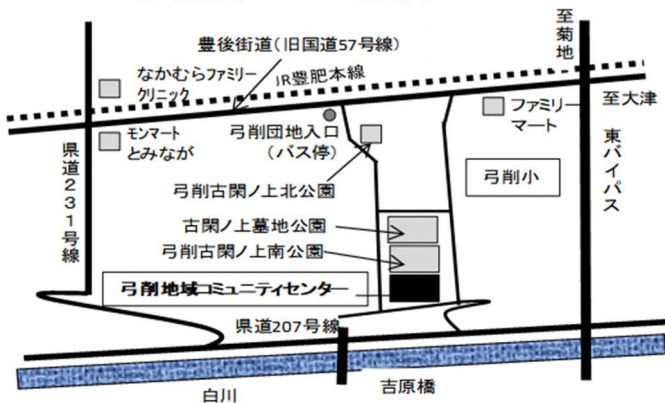 至菊地
豊後街道(旧国道57号線)
JR豊肥本線
なかむらファミリー
クリニック
至大津
ファミリー
マート
モンマート
とみなが
弓削団地入口
(バス停)
県道231号線
東バイパス
弓削小
弓削古閑ノ上北公園
古閑ノ上墓地公園
弓削古閑ノ上南公園
弓削地域コミュニティセンター
県道207号線
白川
吉原橋